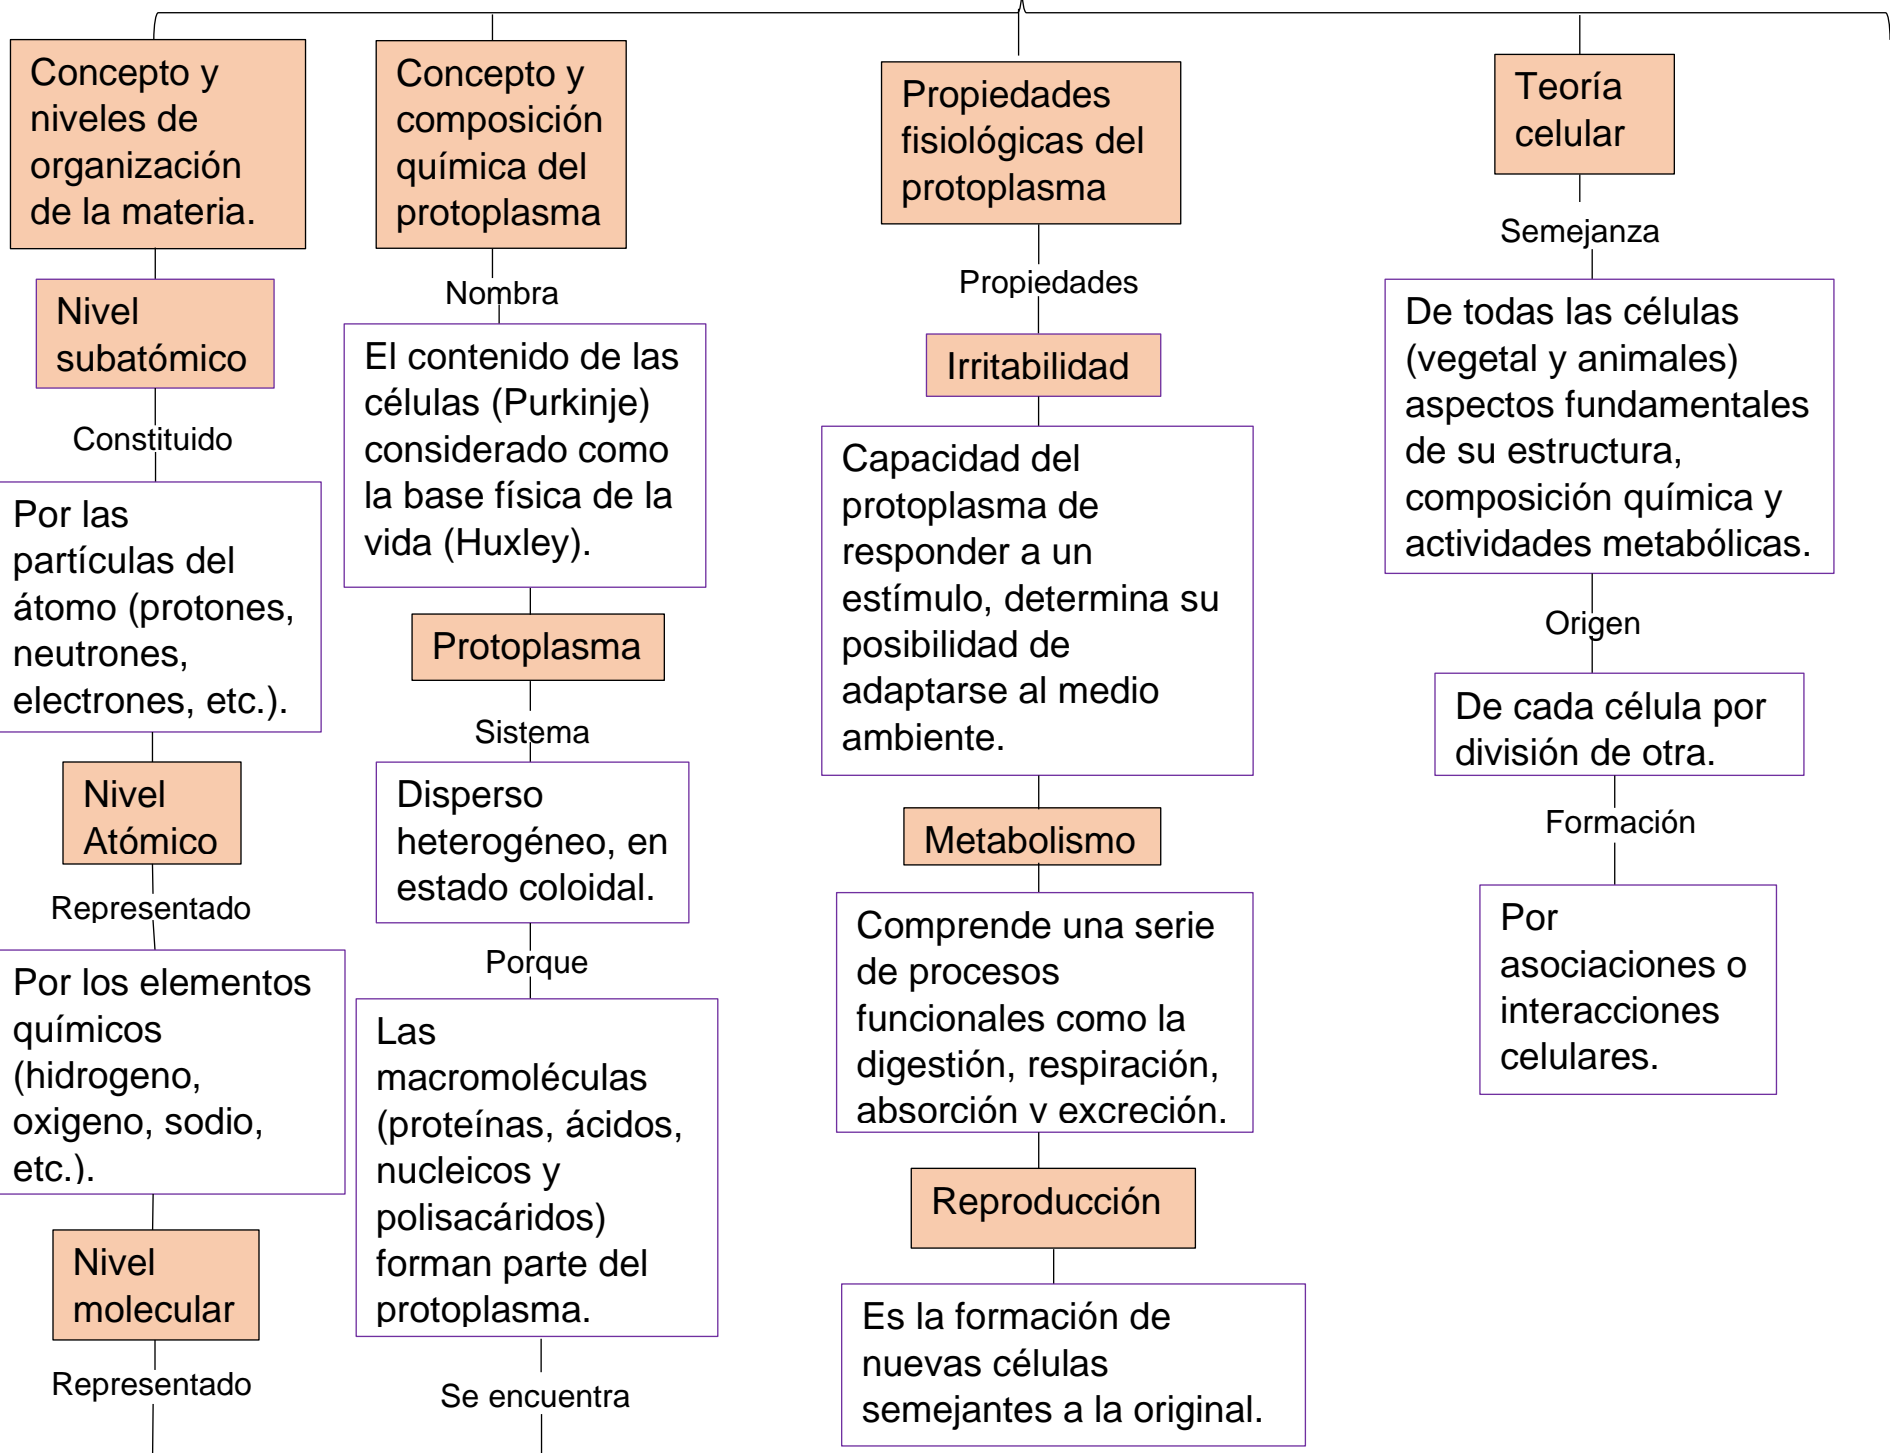 Concepto y
niveles de
organización
de la materia.
Nivel
subatómico
Constituido
Por las
partículas del
átomo (protones,
neutrones,
electrones, etc.).
Nivel
Atómico
Representado
Por los elementos
químicos
(hidrogeno,
oxigeno, sodio,
etc.).
Nivel
molecular
Representado
Concepto y
composición
química del
protoplasma
Nombra
El contenido de las
células (Purkinje)
considerado como
la base física de la
vida (Huxley).
Protoplasma
Sistema
Disperso
heterogéneo, en
estado coloidal.
Porque
Las
macromoléculas
(proteínas, ácidos,
nucleicos y
polisacáridos)
forman parte del
protoplasma.
Se encuentra
Propiedades
fisiológicas del
protoplasma
Propiedades
Irritabilidad
Capacidad del
protoplasma de
responder a un
estímulo, determina su
posibilidad de
adaptarse al medio
ambiente.
Metabolismo
Comprende una serie
de procesos
funcionales como la
digestión, respiración,
absorción y excreción.
Reproducción
Es la formación de
nuevas células
semejantes a la original.
Teoría
celular
Semejanza
De todas las células
(vegetal y animales)
aspectos fundamentales
de su estructura,
composición química y
actividades metabólicas.
Origen
De cada célula por
división de otra.
Formación
Por
asociaciones o
interacciones
celulares.